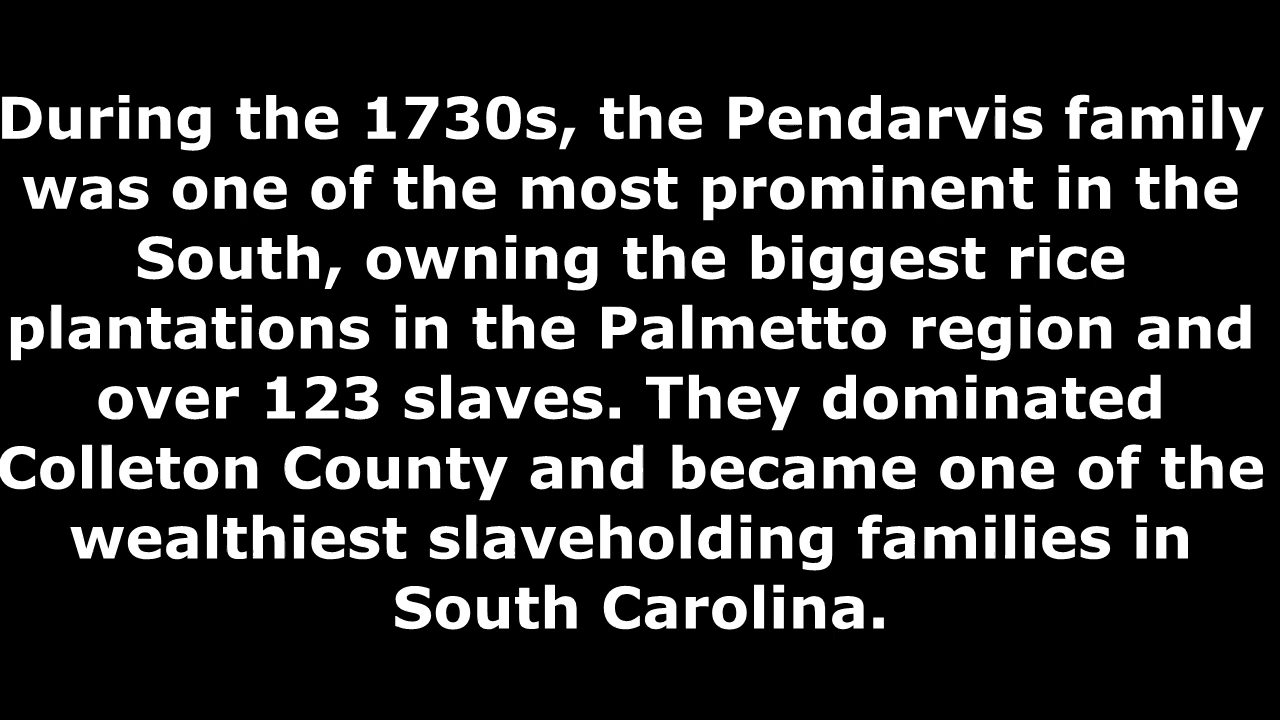 During the 1730s, the Pendarvis family
was one of the most prominent in the
South, owning the biggest rice
plantations in the Palmetto region and
over 123 slaves. They dominated
Colleton County and became one of the
wealthiest slaveholding families in
South Carolina.